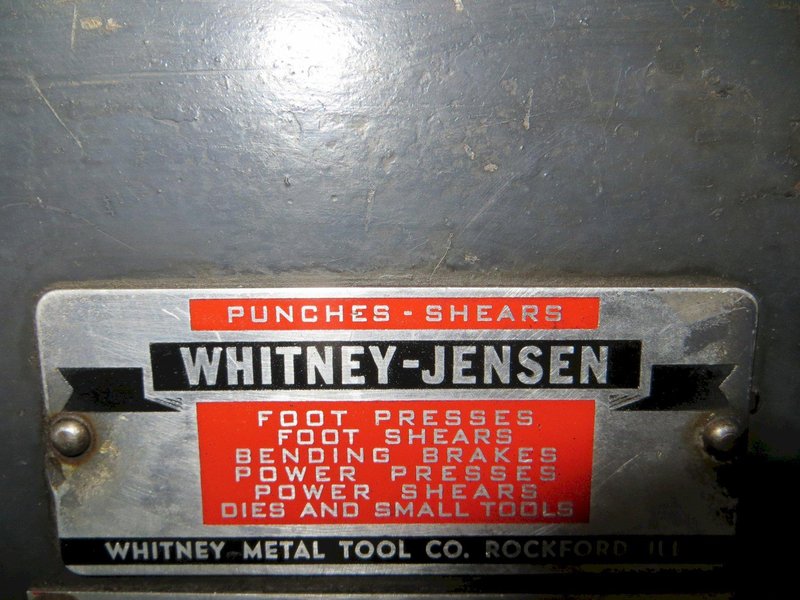 PUNCHES - SHEARS
WHITNEY-JENSEN
FOOT PRESSES
FOOT SHEARS
BENDING BRAKES
POWER PRESSES
POWER SHEARS
DIES AND SMALL TOOLS
WHITNEY METAL TOOL CO. ROCKFORD ILL